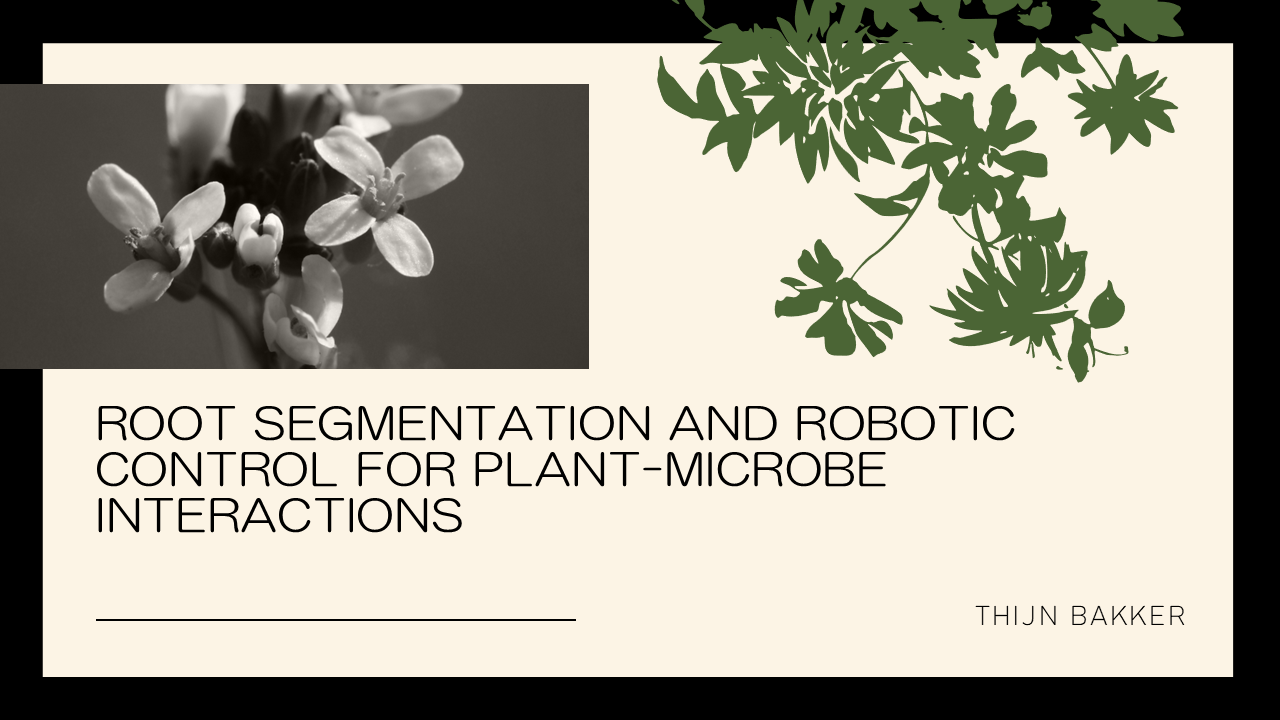 ROOT SEGMENTATION AND ROBOTIC
CONTROL FOR PLANT-MICROBE
INTERACTIONS
THIJN BAKKER